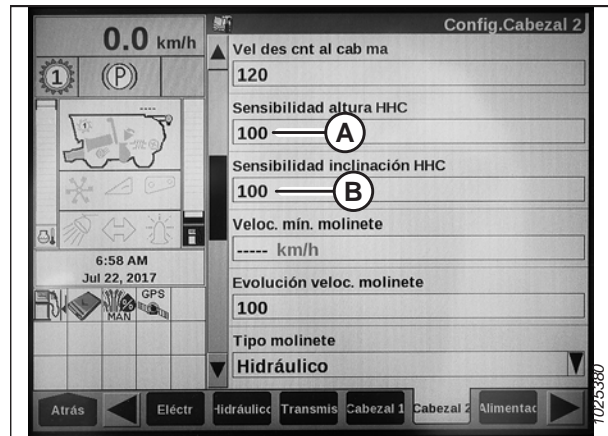 Config.Cabezal 2
0.0 km/h
1
(P)
----
6:58 AM
Jul 22, 2017
GPS
%
MAN
Vel des cnt al cab ma
120
Sensibilidad altura HHC
100
A
Sensibilidad inclinación HHC
100
B
Veloc. mín. molinete
----- km/h
Evolución veloc. molinete
100
Tipo molinete
Hidráulico
Atrás
Eléctr
Hidráulico
Transmis
Cabezal 1
Cabezal 2
Alimentac
1025380